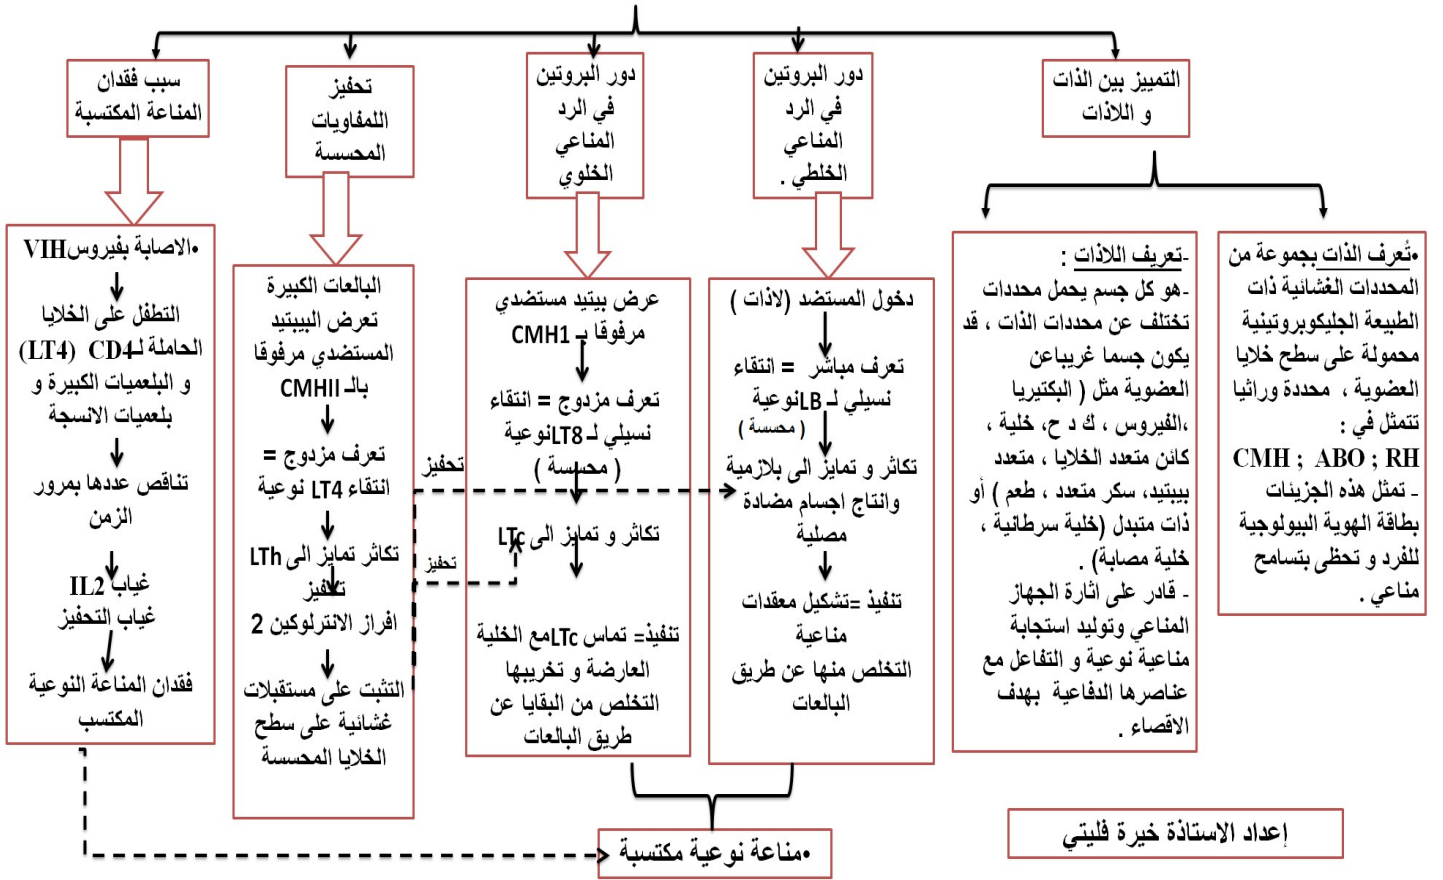 التمييز بين الذات
و اللاذات
دور البروتين
في الرد
المناعي
الخلطي .
دور البروتين
في الرد
المناعي
الخلوي
تحفيز
اللمفاويات
المحسسة
سبب فقدان
المناعة المكتسبة
•تُعرف الذات بجموعة من
المحددات الغشائية ذات
الطبيعة الجليكوبروتينية
محمولة على سطح خلايا
العضوية ، محددة وراثيا
تتمثل في :
CMH ; ABO ; RH
- تمثل هذه الجزيئات
بطاقة الهوية البيولوجية
للفرد و تحظى بتسامح
مناعي .
-تعريف اللاذات :
-هو كل جسم يحمل محددات
تختلف عن محددات الذات ، قد
يكون جسما غريباعن
العضوية مثل ( البكتيريا
،الفيروس ، ك د ح، خلية ،
كائن متعدد الخلايا ، متعدد
بيبتيد، سكر متعدد ، طعم ) أو
ذات متبدل (خلية سرطانية ،
خلية مصابة) .
- قادر على اثارة الجهاز
المناعي وتوليد استجابة
مناعية نوعية و التفاعل مع
عناصرها الدفاعية بهدف
الاقصاء .
دخول المستضد (لاذات )
تعرف مباشر = انتقاء
نسيلي لـ LBنوعية
( محسسة )
تكاثر و تمايز الى بلازمية
وانتاج اجسام مضادة
مصلية
تنفيذ =تشكيل معقدات
مناعية
التخلص منها عن طريق
البالعات
عرض بيتيد مستضدي
مرفوقا بـ CMH1
تعرف مزدوج = انتقاء
نسيلي لـ LT8نوعية
( محسسة )
تكاثر و تمايز الى LTc
تنفيذ= تماس LTcمع الخلية
العارضة و تخريبها
التخلص من البقايا عن
طريق البالعات
البالعات الكبيرة
تعرض البيبتيد
المستضدي مرفوقا
بالـ CMHII
تعرف مزدوج =
انتقاء LT4 نوعية
تكاثر تمايز الى LTh
تحفيز
افراز الانترلوكين 2
التثبت على مستقبلات
غشائية على سطح
الخلايا المحسسة
تحفيز
تحفيز
•الاصابة بفيروسVIH
التطفل على الخلايا
الحاملة لـCD4 (LT4)
و البلعميات الكبيرة و
بلعميات الانسجة
تناقص عددها بمرور
الزمن
غياب IL2
غياب التحفيز
فقدان المناعة النوعية
المكتسب
•مناعة نوعية مكتسبة
إعداد الاستاذة خيرة فليتي